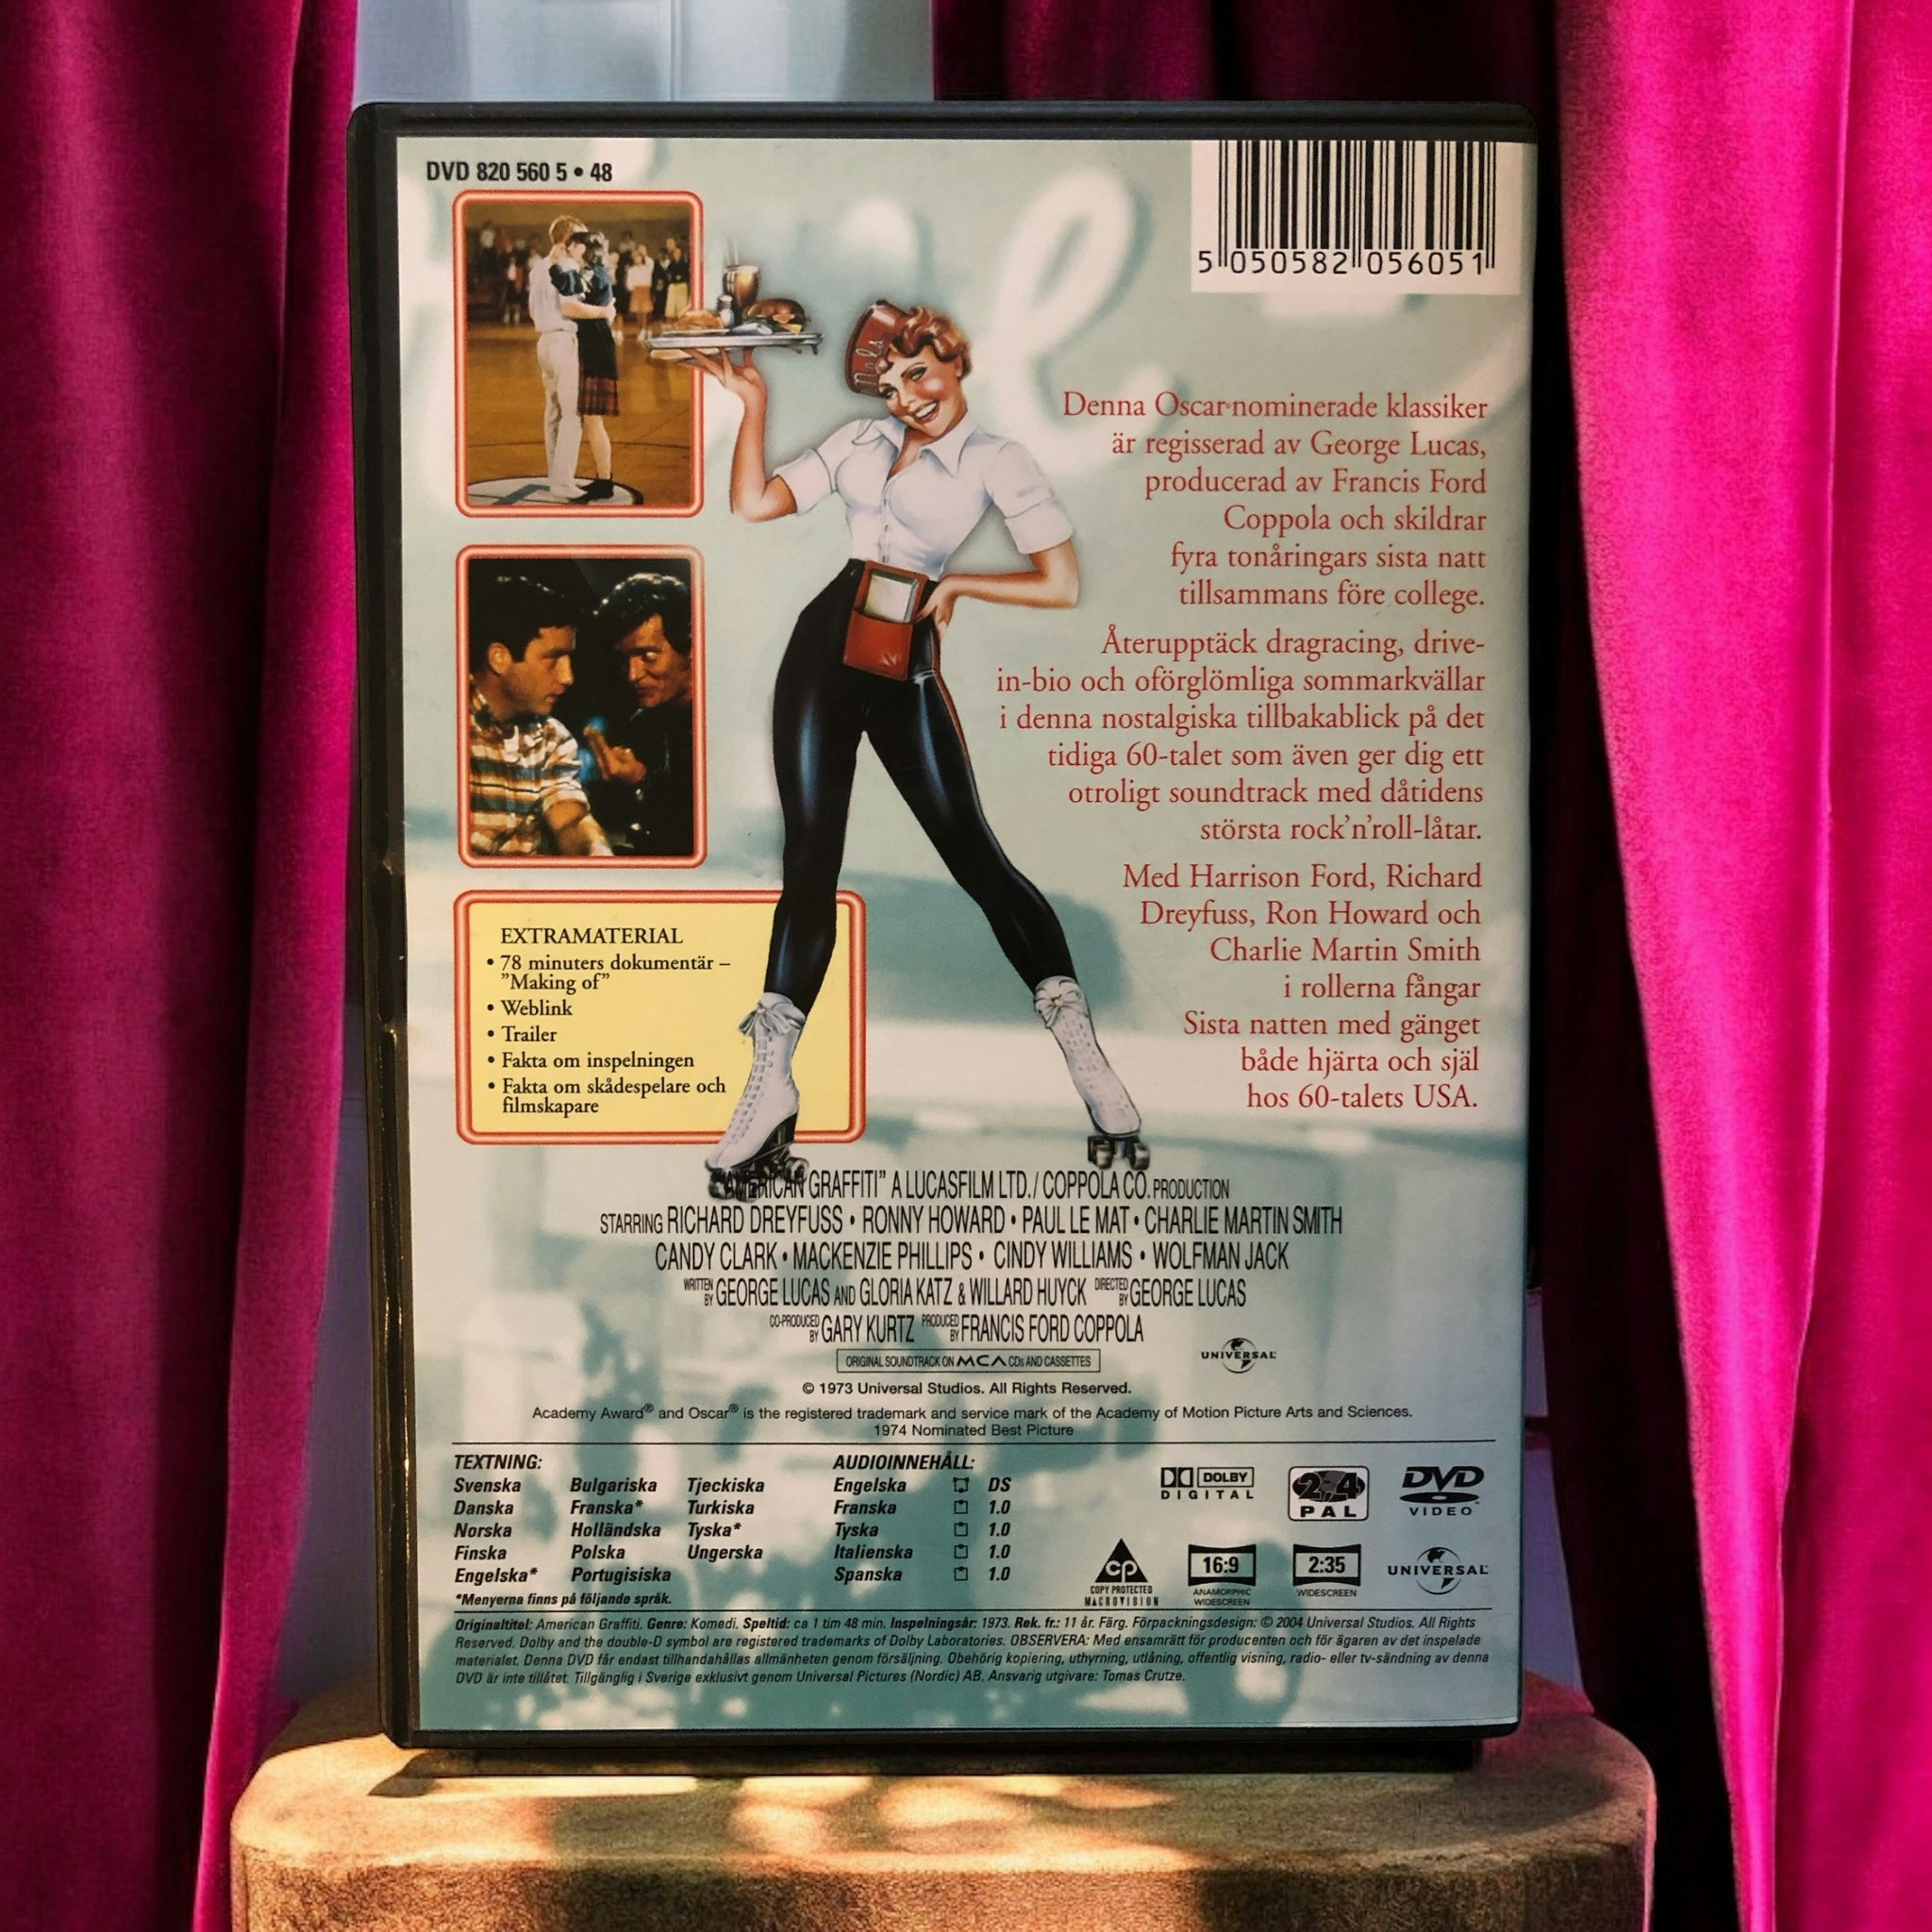 DVD 820 560 5 • 48
5 050582 056051
Mels
Denna Oscar-nominerade klassiker
är regisserad av George Lucas,
producerad av Francis Ford
Coppola och skildrar
fyra tonåringars sista natt
tillsammans före college.
Återupptäck dragracing, drive-
in-bio och oförglömliga sommarkvällar
i denna nostalgiska tillbakablick på det
tidiga 60-talet som även ger dig ett
otroligt soundtrack med dåtidens
största rock'n'roll-låtar.
Med Harrison Ford, Richard
Dreyfuss, Ron Howard och
Charlie Martin Smith
i rollerna fångar
Sista natten med gänget
både hjärta och själ
hos 60-talets USA.
EXTRAMATERIAL
• 78 minuters dokumentär –
"Making of"
• Weblink
• Trailer
• Fakta om inspelningen
• Fakta om skådespelare och
filmskapare
"AMERICAN GRAFFITI" A LUCASFILM LTD. / COPPOLA CO. PRODUCTION
STARRING RICHARD DREYFUSS • RONNY HOWARD • PAUL LE MAT • CHARLIE MARTIN SMITH
CANDY CLARK • MACKENZIE PHILLIPS • CINDY WILLIAMS • WOLFMAN JACK
WRITTEN BY GEORGE LUCAS AND GLORIA KATZ & WILLARD HUYCK DIRECTED BY GEORGE LUCAS
CO-PRODUCED BY GARY KURTZ PRODUCED BY FRANCIS FORD COPPOLA
ORIGINAL SOUNDTRACK ON MCA CDs AND CASSETTES
UNIVERSAL
© 1973 Universal Studios. All Rights Reserved.
Academy Award® and Oscar® is the registered trademark and service mark of the Academy of Motion Picture Arts and Sciences.
1974 Nominated Best Picture
TEXTNING:
Svenska Bulgariska Tjeckiska
Danska Franska* Turkiska
Norska Holländska Tyska*
Finska Polska Ungerska
Engelska* Portugisiska
*Menyerna finns på följande språk.
AUDIOINNEHÅLL:
Engelska DS
Franska 1.0
Tyska 1.0
Italienska 1.0
Spanska 1.0
DOLBY
DIGITAL
2 4
PAL
DVD
VIDEO
CP
COPY PROTECTED
MACROVISION
16:9
ANAMORPHIC
WIDESCREEN
2:35
WIDESCREEN
UNIVERSAL
Originaltitel: American Graffiti. Genre: Komedi. Speltid: ca 1 tim 48 min. Inspelningsår: 1973. Rek. fr.: 11 år. Färg. Förpackningsdesign: © 2004 Universal Studios. All Rights
Reserved. Dolby and the double-D symbol are registered trademarks of Dolby Laboratories. OBSERVERA: Med ensamrätt för producenten och för ägaren av det inspelade
materialet. Denna DVD får endast tillhandahållas allmänheten genom försäljning. Obehörig kopiering, uthyrning, utlåning, offentlig visning, radio- eller tv-sändning av denna
DVD är inte tillåtet. Tillgänglig i Sverige exklusivt genom Universal Pictures (Nordic) AB. Ansvarig utgivare: Tomas Crutze.